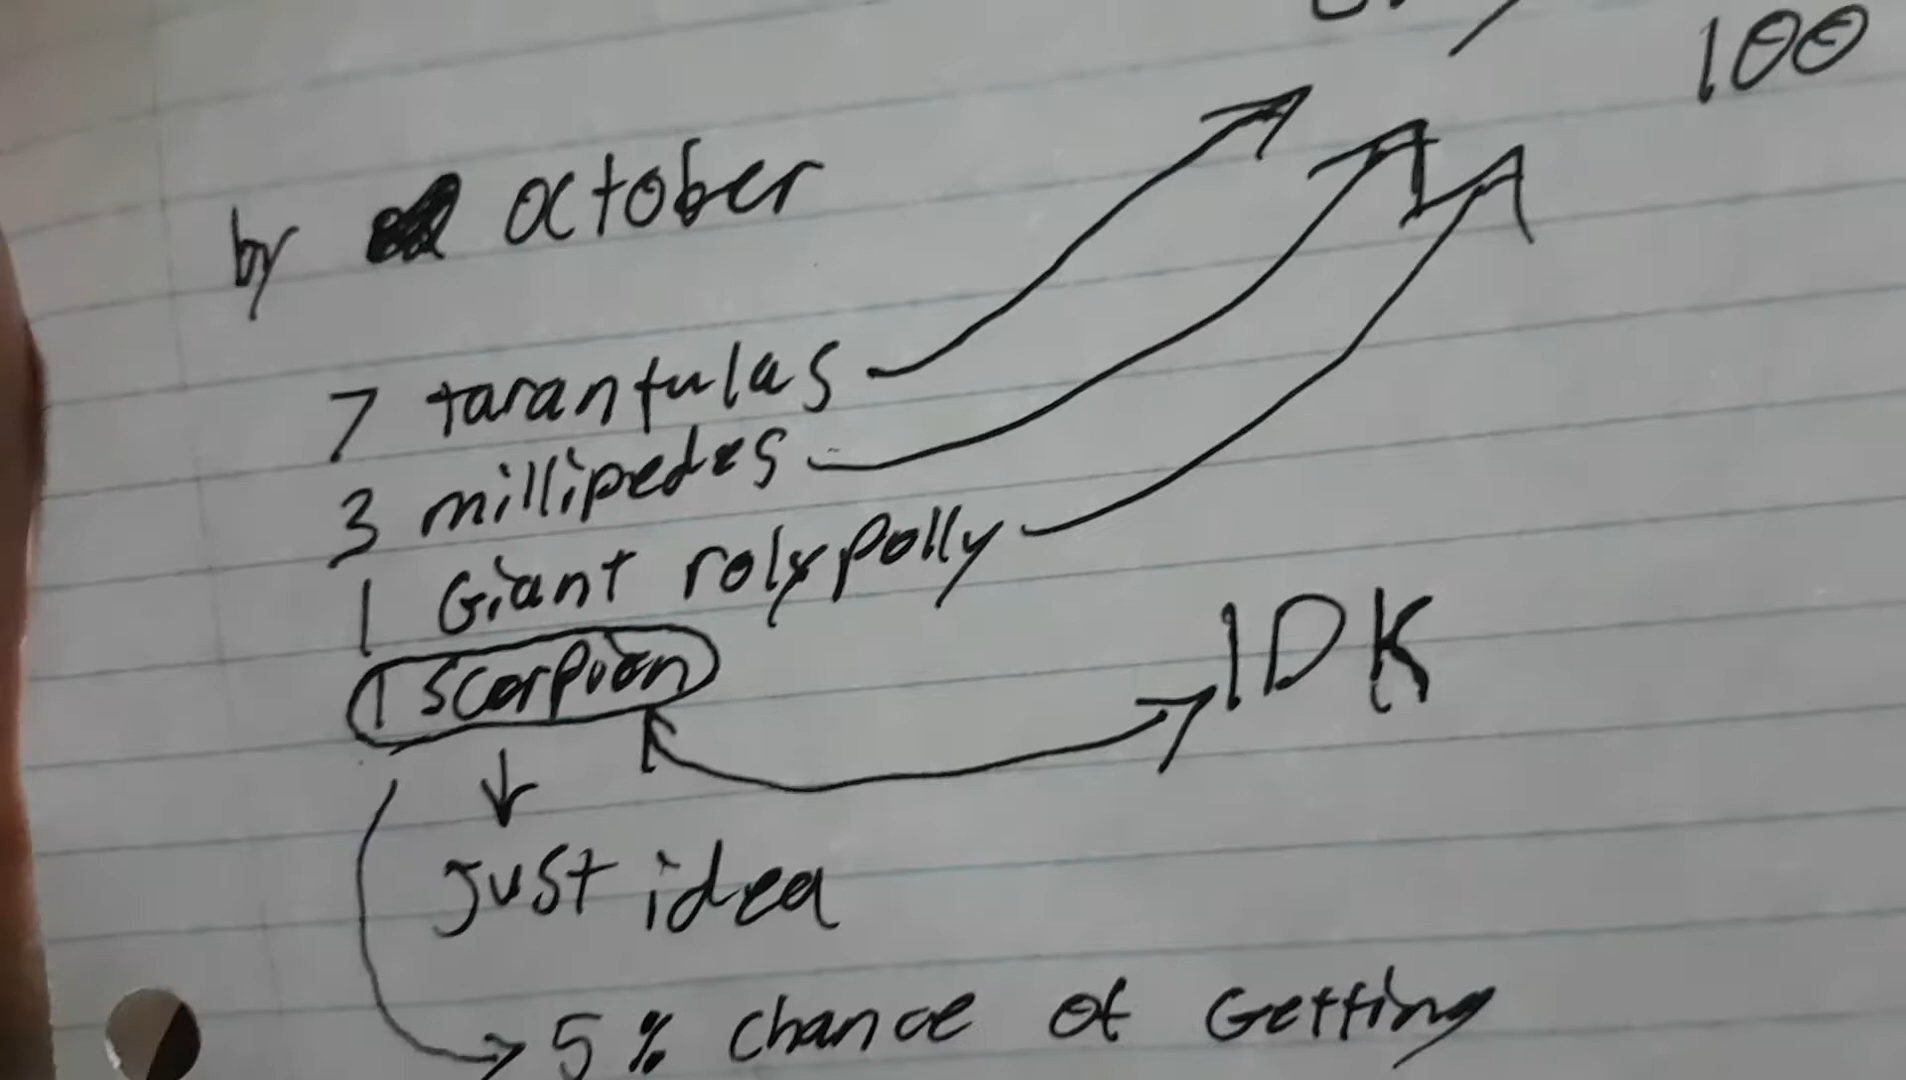 100
by October
7 tarantulas
3 millipedes
1 Giant rolypolly
1 Scorpion
IDK
Just idea
5% chance of Getting